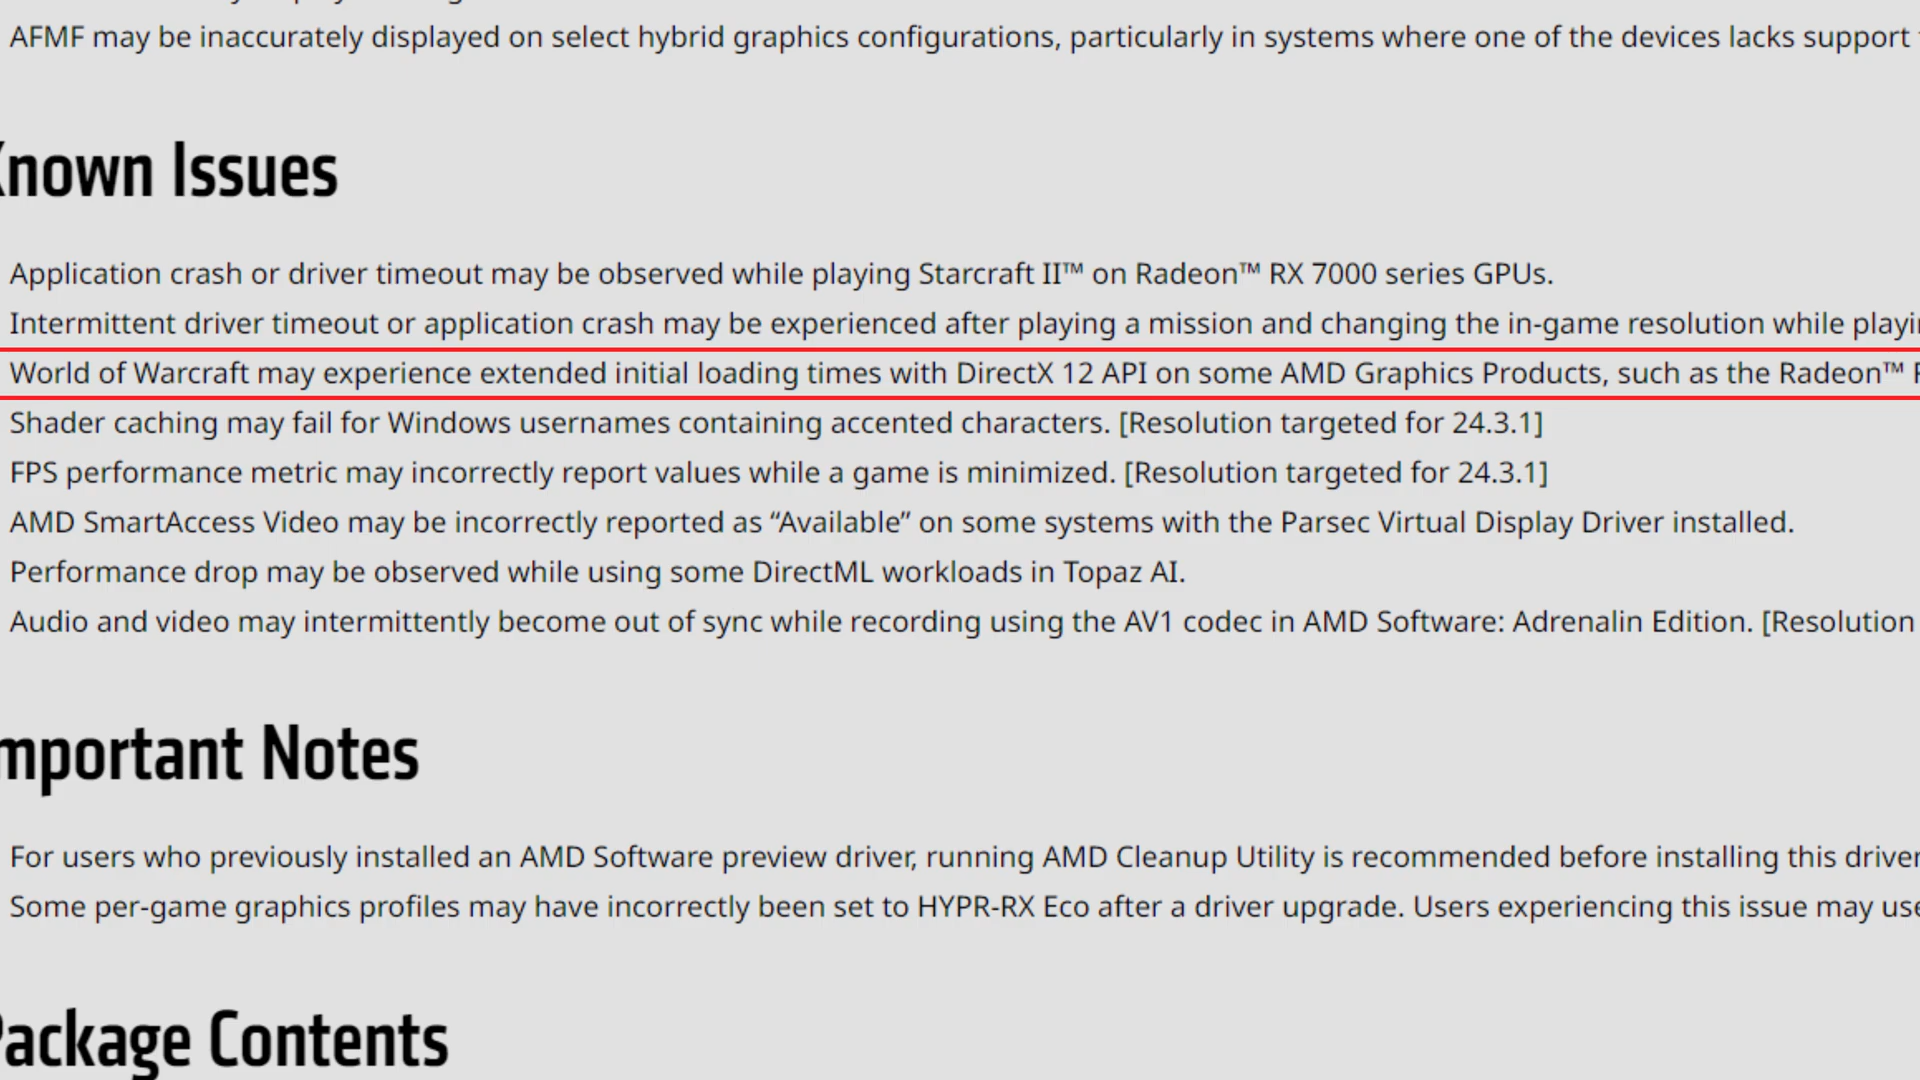 AFMF may be inaccurately displayed on select hybrid graphics configurations, particularly in systems where one of the devices lacks support
Known Issues
Application crash or driver timeout may be observed while playing Starcraft II™ on Radeon™ RX 7000 series GPUs.
Intermittent driver timeout or application crash may be experienced after playing a mission and changing the in-game resolution while
World of Warcraft may experience extended initial loading times with DirectX 12 API on some AMD Graphics Products, such as the Radeon™
Shader caching may fail for Windows usernames containing accented characters. [Resolution targeted for 24.3.1]
FPS performance metric may incorrectly report values while a game is minimized. [Resolution targeted for 24.3.1]
AMD SmartAccess Video may be incorrectly reported as “Available” on some systems with the Parsec Virtual Display Driver installed.
Performance drop may be observed while using some DirectML workloads in Topaz AI.
Audio and video may intermittently become out of sync while recording using the AV1 codec in AMD Software: Adrenalin Edition. [Resolution
mportant Notes
For users who previously installed an AMD Software preview driver, running AMD Cleanup Utility is recommended before installing this driver
Some per-game graphics profiles may have incorrectly been set to HYPR-RX Eco after a driver upgrade. Users experiencing this issue may use
Package Contents